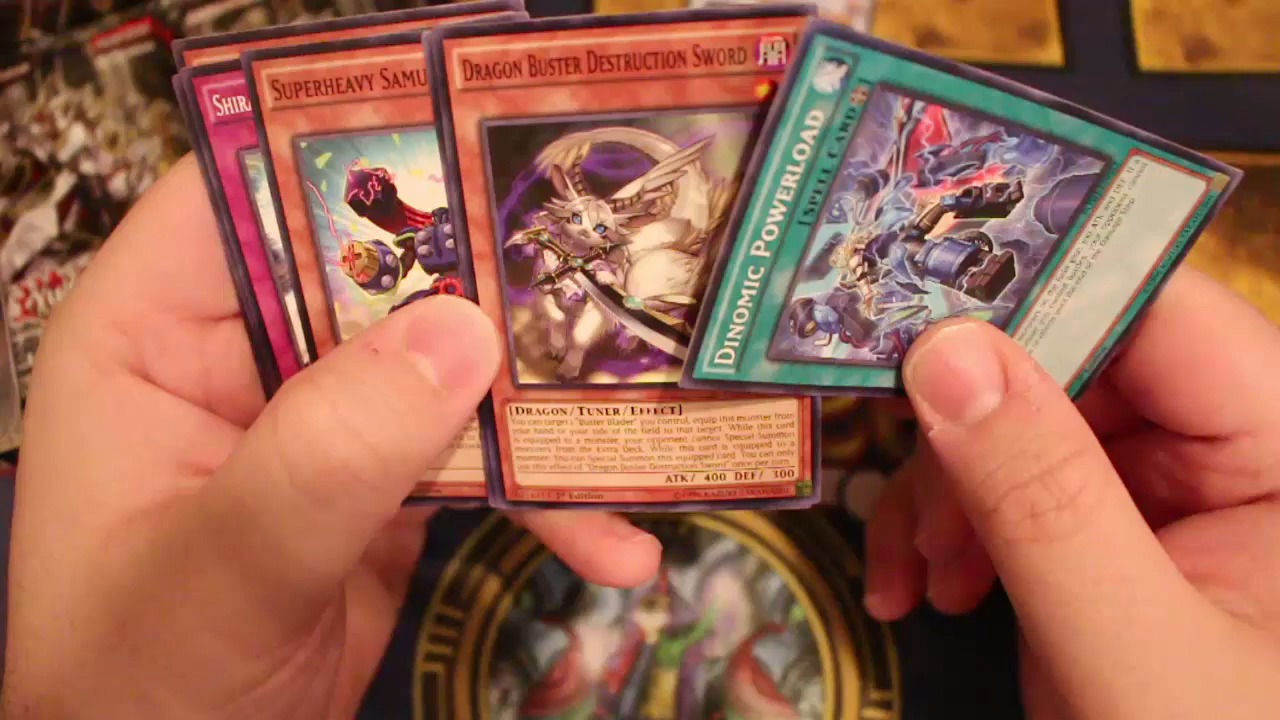 SHIR
SUPERHEAVY SAMU
DRAGON BUSTER DESTRUCTION SWORD
[DRAGON/TUNER/EFFECT]
You can target 1 "Buster Blader" you control, equip this monster from
your hand or your side of the field to that target. While this card
is equipped to a monster, your opponent cannot Special Summon
monsters from the Extra Deck. While this card is equipped to a
monster: You can Special Summon this equipped card. You can only
use this effect of "Dragon Buster Destruction Sword" once per turn.
ATK/ 400 DEF/ 300
1st Edition
DINOMIC POWERLOAD
[SPELL CARD